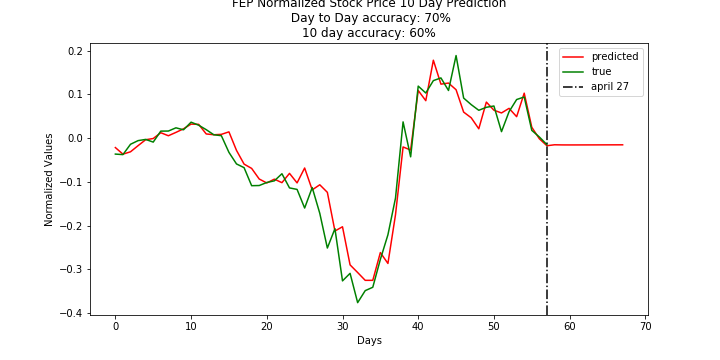 FEP Normalized Stock Price 10 Day Prediction
Day to Day accuracy: 70%
10 day accuracy: 60%
predicted
true
april 27
Normalized Values
0.2
0.1
0.0
−0.1
−0.2
−0.3
−0.4
0 10 20 30 40 50 60 70
Days